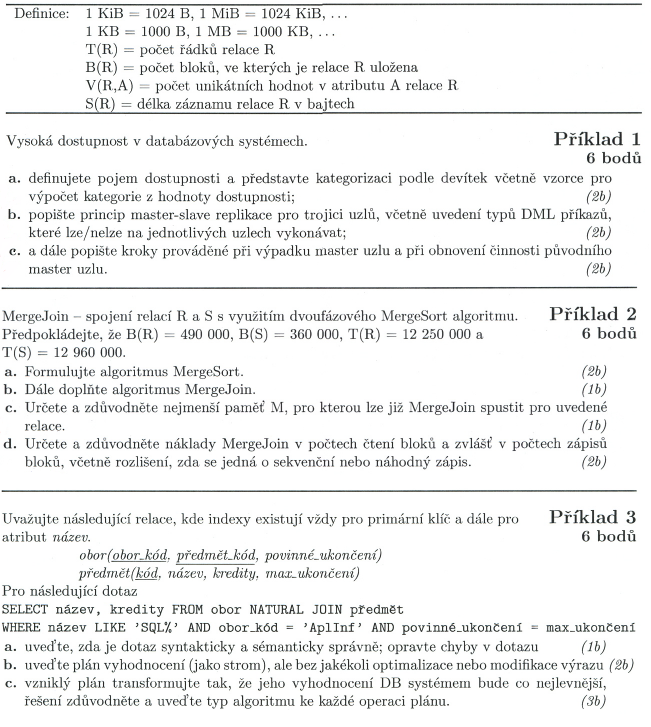 Definice: 1 KiB = 1024 B, 1 MiB = 1024 KiB, ...
1 KB = 1000 B, 1 MB = 1000 KB, ...
T(R) = počet řádků relace R
B(R) = počet bloků, ve kterých je relace R uložena
V(R,A) = počet unikátních hodnot v atributu A relace R
S(R) = délka záznamu relace R v bajtech
Vysoká dostupnost v databázových systémech. Příklad 1
6 bodů
a. definujete pojem dostupnosti a představte kategorizaci podle devítek včetně vzorce pro
výpočet kategorie z hodnoty dostupnosti; (2b)
b. popište princip master-slave replikace pro trojici uzlů, včetně uvedení typů DML příkazů,
které lze/nelze na jednotlivých uzlech vykonávat; (2b)
c. a dále popište kroky prováděné při výpadku master uzlu a při obnovení činnosti původního
master uzlu. (2b)
MergeJoin – spojení relací R a S s využitím dvoufázového MergeSort algoritmu. Příklad 2
Předpokládejte, že B(R) = 490 000, B(S) = 360 000, T(R) = 12 250 000 a 6 bodů
T(S) = 12 960 000.
a. Formulujte algoritmus MergeSort. (2b)
b. Dále doplňte algoritmus MergeJoin. (1b)
c. Určete a zdůvodněte nejmenší paměť M, pro kterou lze již MergeJoin spustit pro uvedené
relace. (1b)
d. Určete a zdůvodněte náklady MergeJoin v počtech čtení bloků a zvlášť v počtech zápisů
bloků, včetně rozlišení, zda se jedná o sekvenční nebo náhodný zápis. (2b)
Uvažujte následující relace, kde indexy existují vždy pro primární klíč a dále pro Příklad 3
atribut název. 6 bodů
obor(obor_kód, předmět_kód, povinné_ukončení)
předmět(kód, název, kredity, max_ukončení)
Pro následující dotaz
SELECT název, kredity FROM obor NATURAL JOIN předmět
WHERE název LIKE 'SQL%' AND obor_kód = 'AplInf' AND povinné_ukončení = max_ukončení
a. uveďte, zda je dotaz syntakticky a sémanticky správně; opravte chyby v dotazu (1b)
b. uveďte plán vyhodnocení (jako strom), ale bez jakékoli optimalizace nebo modifikace výrazu (2b)
c. vzniklý plán transformujte tak, že jeho vyhodnocení DB systémem bude co nejlevnější,
řešení zdůvodněte a uveďte typ algoritmu ke každé operaci plánu. (3b)